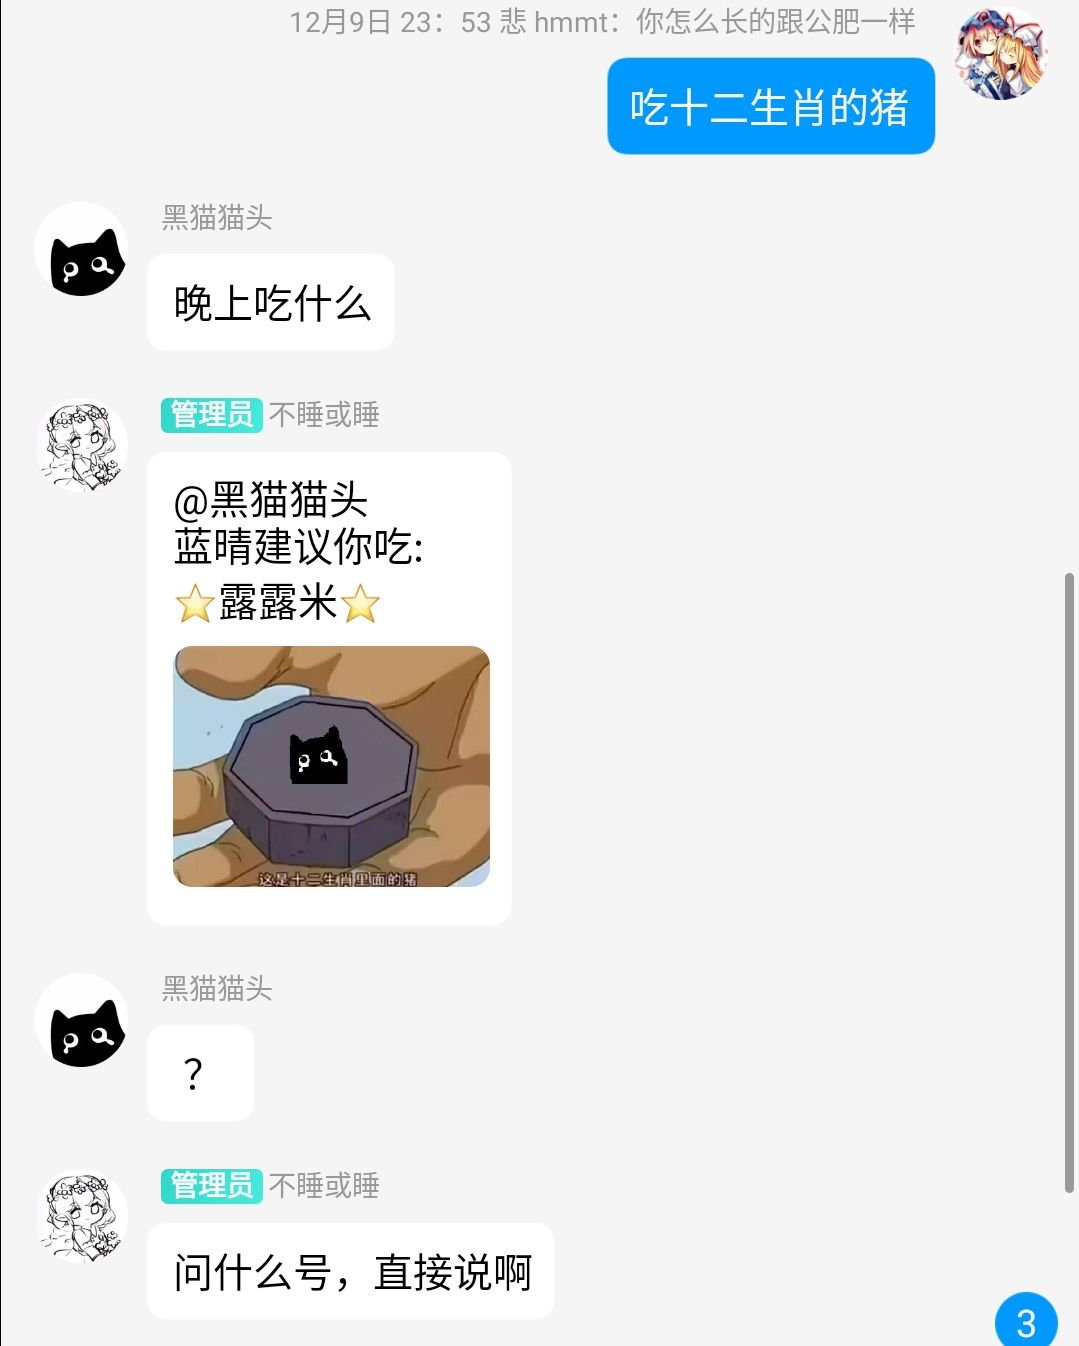 12月9日 23：53 悲 hmmt：你怎么长的跟公肥一样
吃十二生肖的猪
黑猫猫头
晚上吃什么
管理员 不睡或睡
@黑猫猫头
蓝晴建议你吃:
⭐露露米⭐
这是十二生肖里面的猪
黑猫猫头
？
管理员 不睡或睡
问什么号，直接说啊
3